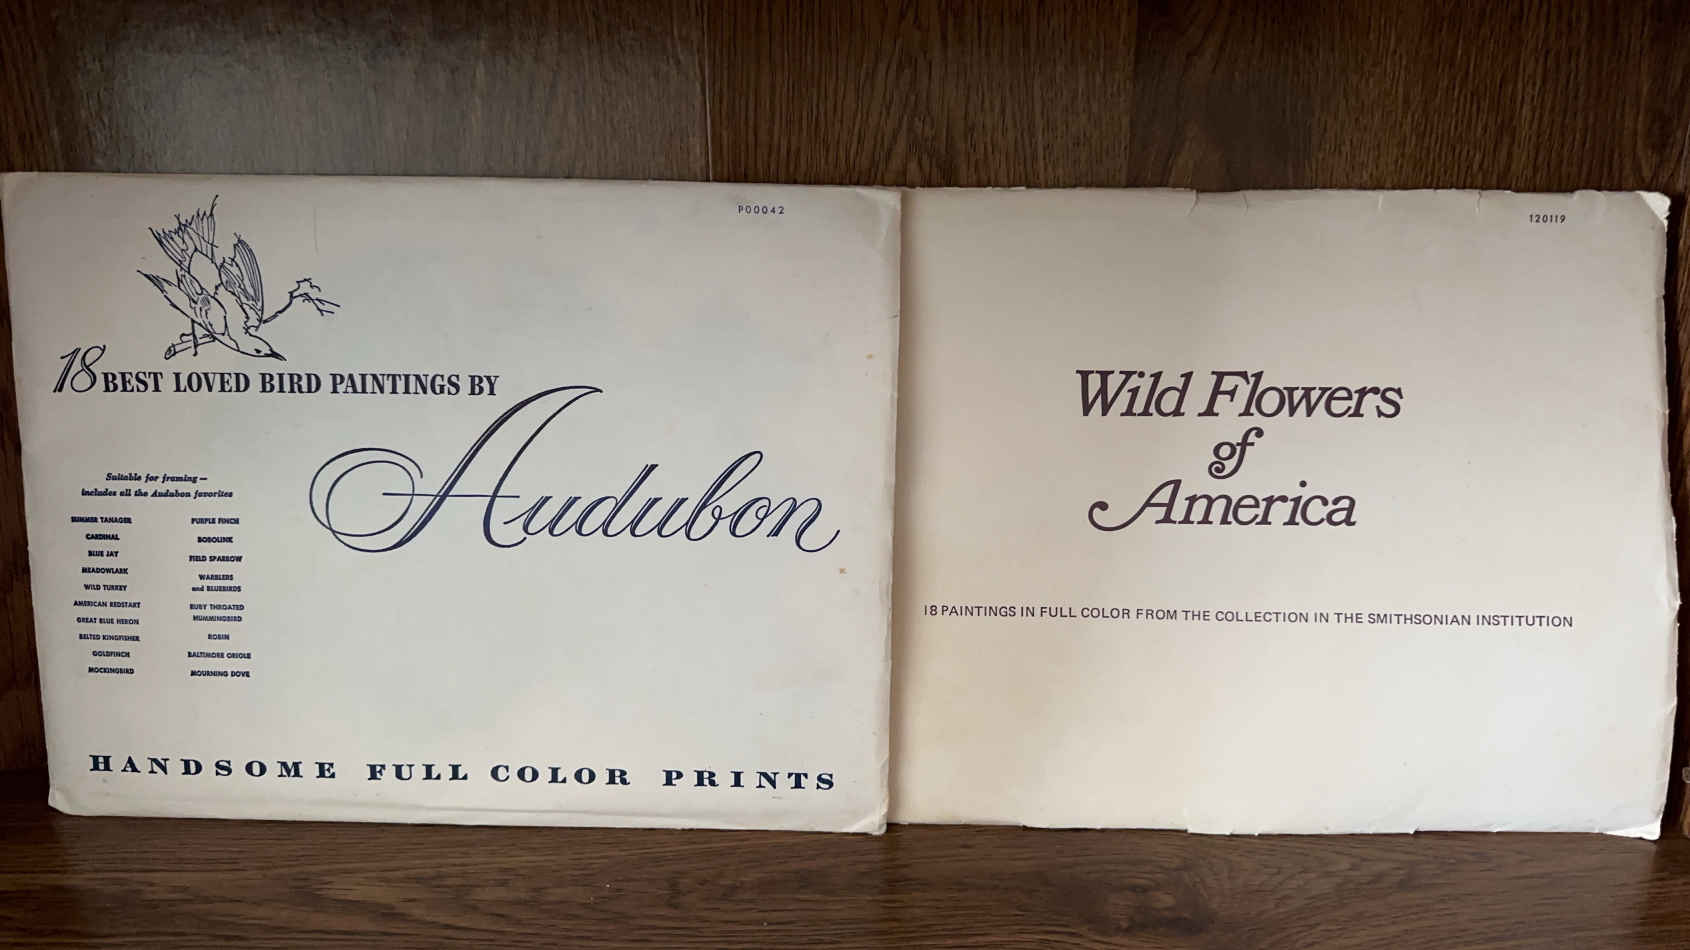 P00042
18 BEST LOVED BIRD PAINTINGS BY
Audubon
Suitable for framing —
includes all the Audubon favorites
SUMMER TANAGER
CARDINAL
BLUE JAY
MEADOWLARK
WILD TURKEY
AMERICAN REDSTART
GREAT BLUE HERON
BELTED KINGFISHER
GOLDFINCH
MOCKINGBIRD
PURPLE FINCH
BOBOLINK
FIELD SPARROW
WARBLERS
and BLUEBIRDS
RUBY THROATED
HUMMINGBIRD
ROBIN
BALTIMORE ORIOLE
MOURNING DOVE
HANDSOME FULL COLOR PRINTS
120119
Wild Flowers
of
America
18 PAINTINGS IN FULL COLOR FROM THE COLLECTION IN THE SMITHSONIAN INSTITUTION